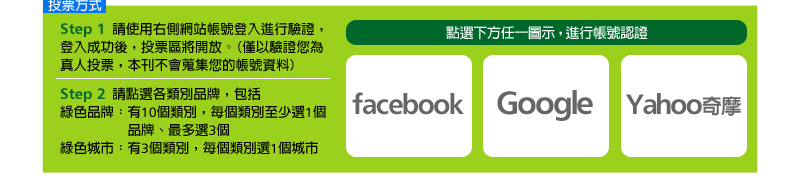 投票方式
Step 1 請使用右側網站帳號登入進行驗證，
登入成功後，投票區將開放。（僅以驗證您為
真人投票，本刊不會蒐集您的帳號資料）
Step 2 請點選各類別品牌，包括
綠色品牌：有10個類別，每個類別至少選1個
品牌、最多選3個
綠色城市：有3個類別，每個類別選1個城市
點選下方任一圖示，進行帳號認證
facebook
Google
Yahoo奇摩